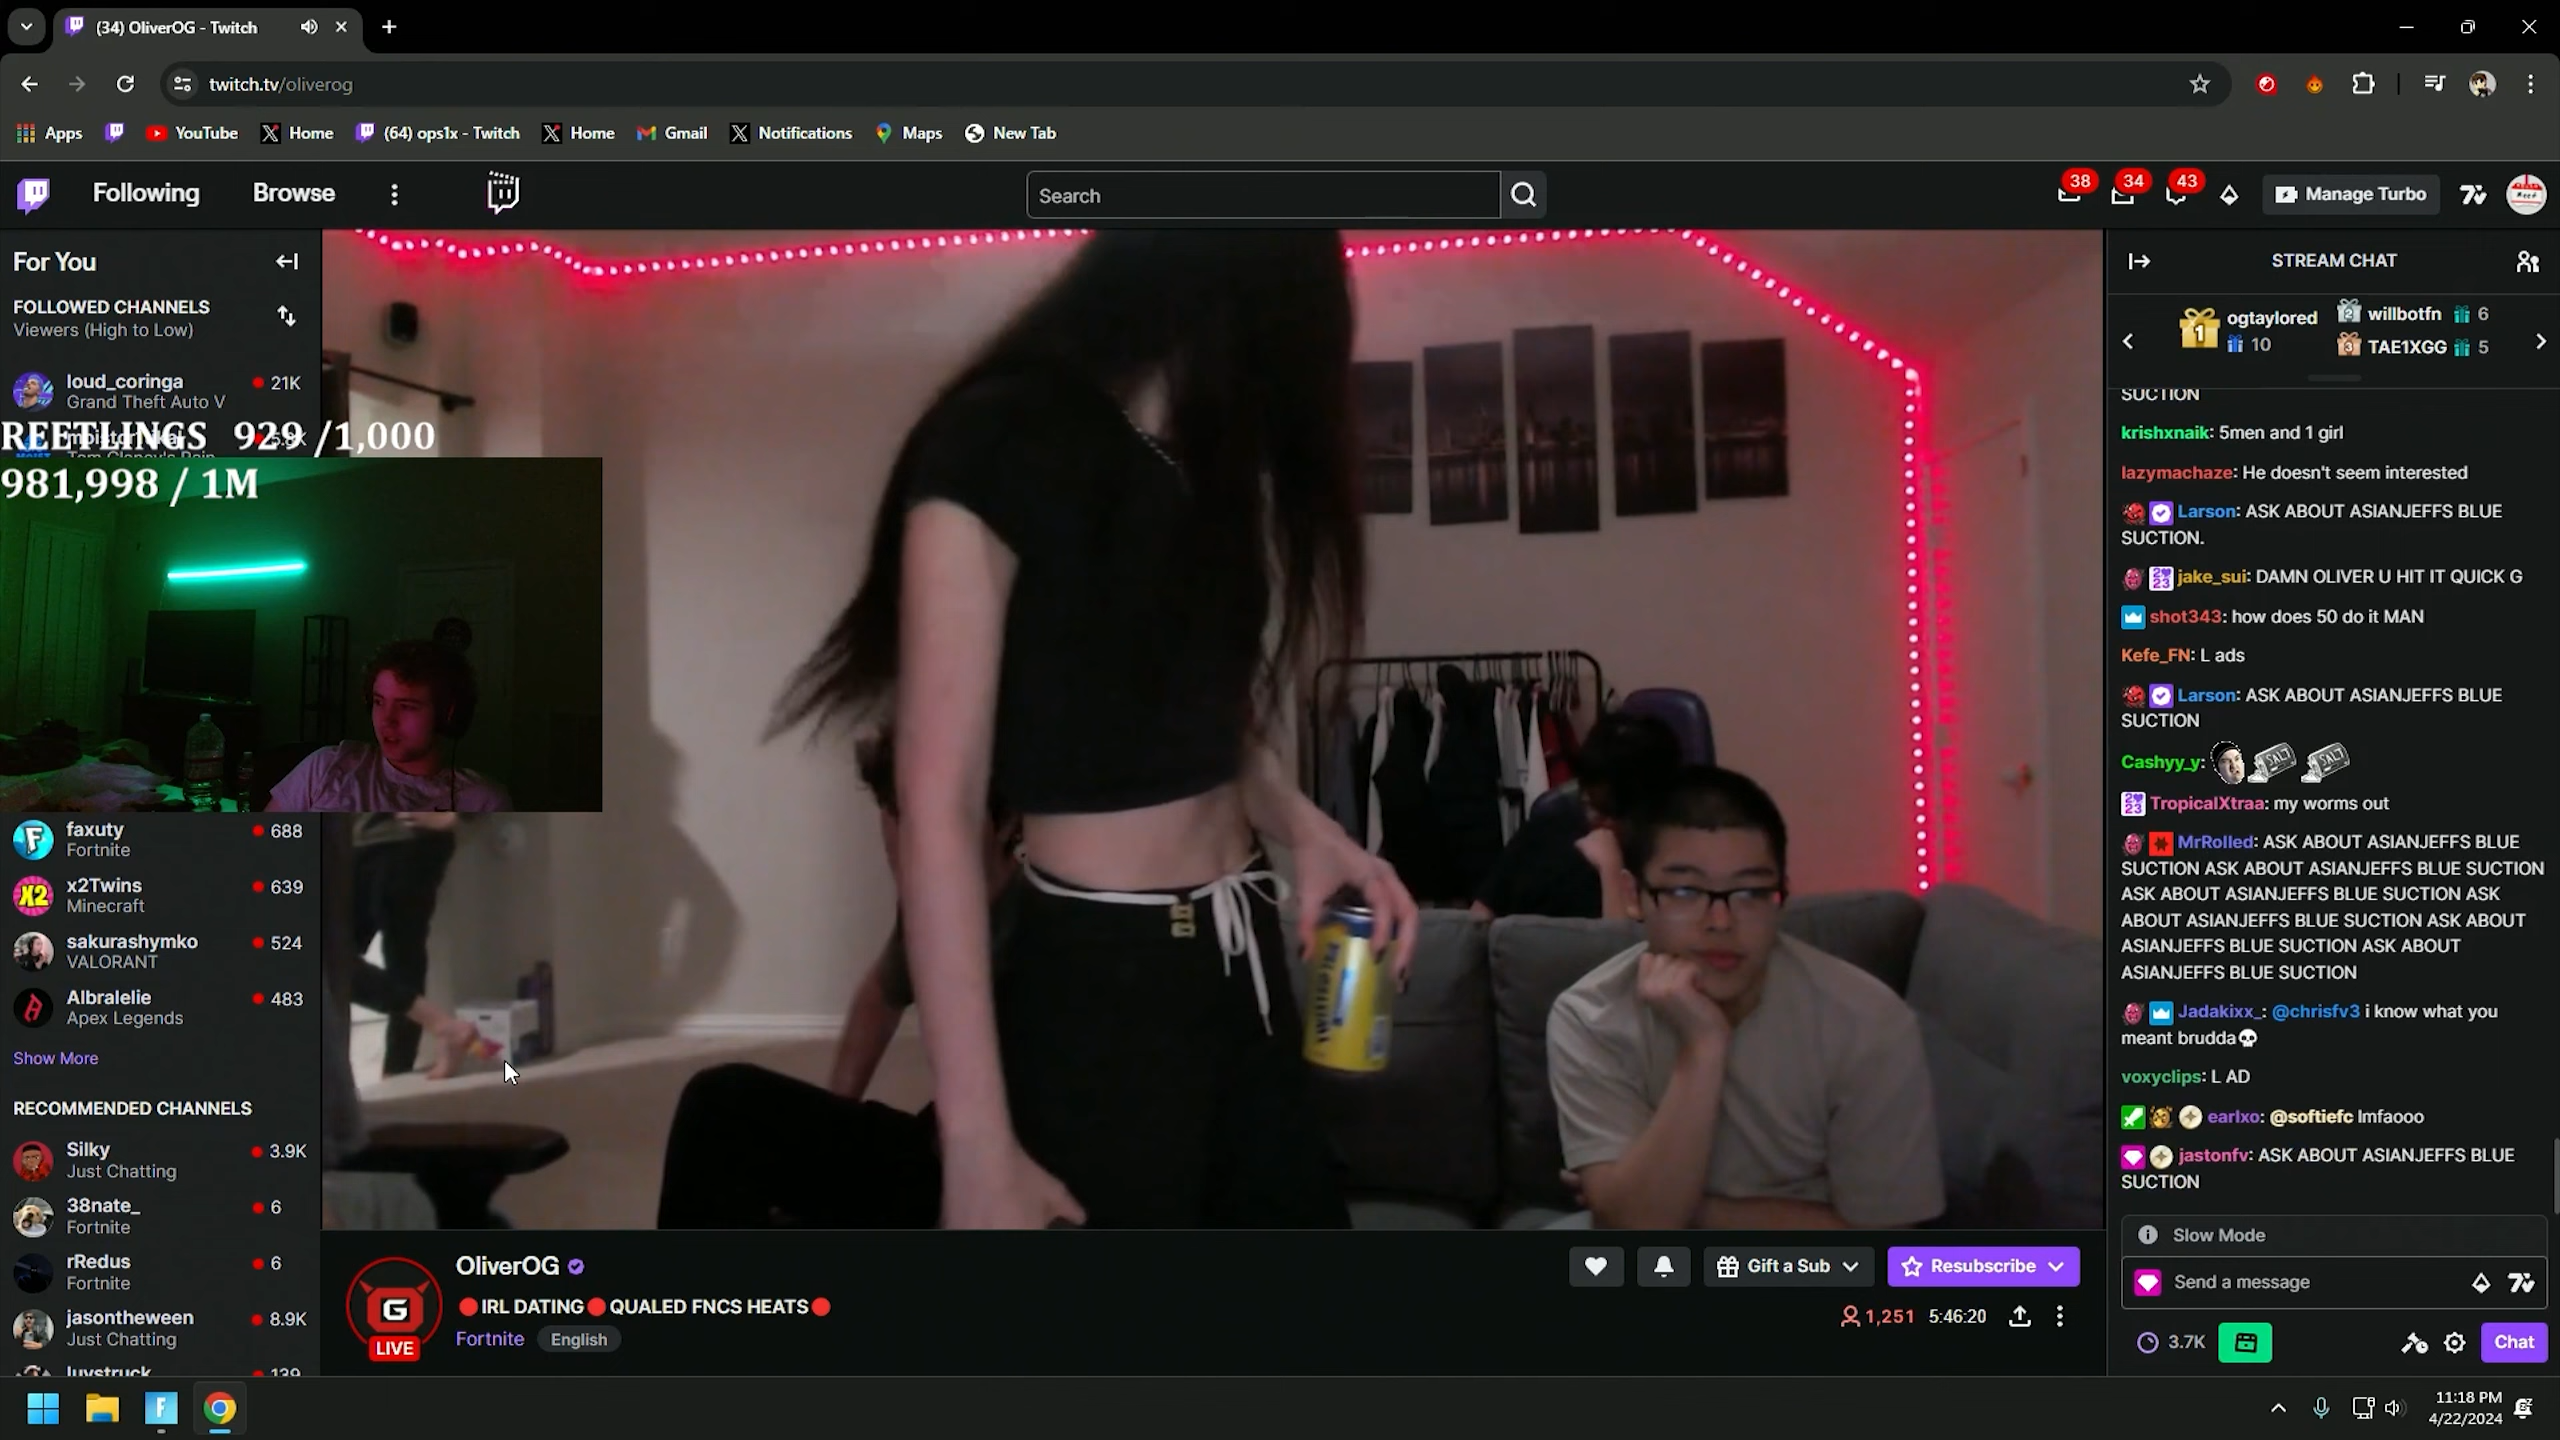 (34) OliverOG - Twitch
twitch.tv/oliverog
Apps
YouTube
Home
(64) ops1x - Twitch
Home
Gmail
Notifications
Maps
New Tab
Following
Browse
Search
38
34
43
Manage Turbo
For You
FOLLOWED CHANNELS
Viewers (High to Low)
loud_coringa
21K
Grand Theft Auto V
REETLINGS 929 /1,000
981,998 / 1M
faxuty
688
Fortnite
x2Twins
639
Minecraft
sakurashymko
524
VALORANT
Albralelie
483
Apex Legends
Show More
RECOMMENDED CHANNELS
Silky
3.9K
Just Chatting
38nate_
6
Fortnite
rRedus
6
Fortnite
jasontheween
8.9K
Just Chatting
luvstruck
139
TWISTED TEA
OliverOG
IRL DATING QUALED FNCS HEATS
Fortnite
English
G
LIVE
Gift a Sub
Resubscribe
1,251
5:46:20
STREAM CHAT
1
ogtaylored
10
2
willbotfn
6
3
TAE1XGG
5
SUCTION
krishxnaik: 5men and 1 girl
lazymachaze: He doesn't seem interested
Larson: ASK ABOUT ASIANJEFFS BLUE
SUCTION.
jake_sui: DAMN OLIVER U HIT IT QUICK G
shot343: how does 50 do it MAN
Kefe_FN: L ads
Larson: ASK ABOUT ASIANJEFFS BLUE
SUCTION
Cashyy_y:
SALT
SALT
TropicalXtraa: my worms out
MrRolled: ASK ABOUT ASIANJEFFS BLUE
SUCTION ASK ABOUT ASIANJEFFS BLUE SUCTION
ASK ABOUT ASIANJEFFS BLUE SUCTION ASK
ABOUT ASIANJEFFS BLUE SUCTION ASK ABOUT
ASIANJEFFS BLUE SUCTION ASK ABOUT
ASIANJEFFS BLUE SUCTION
Jadakixx_: @chrisfv3 i know what you
meant brudda
voxyclips: L AD
earlxo: @softiefc lmfaooo
jastonfv: ASK ABOUT ASIANJEFFS BLUE
SUCTION
Slow Mode
Send a message
3.7K
Chat
11:18 PM
4/22/2024